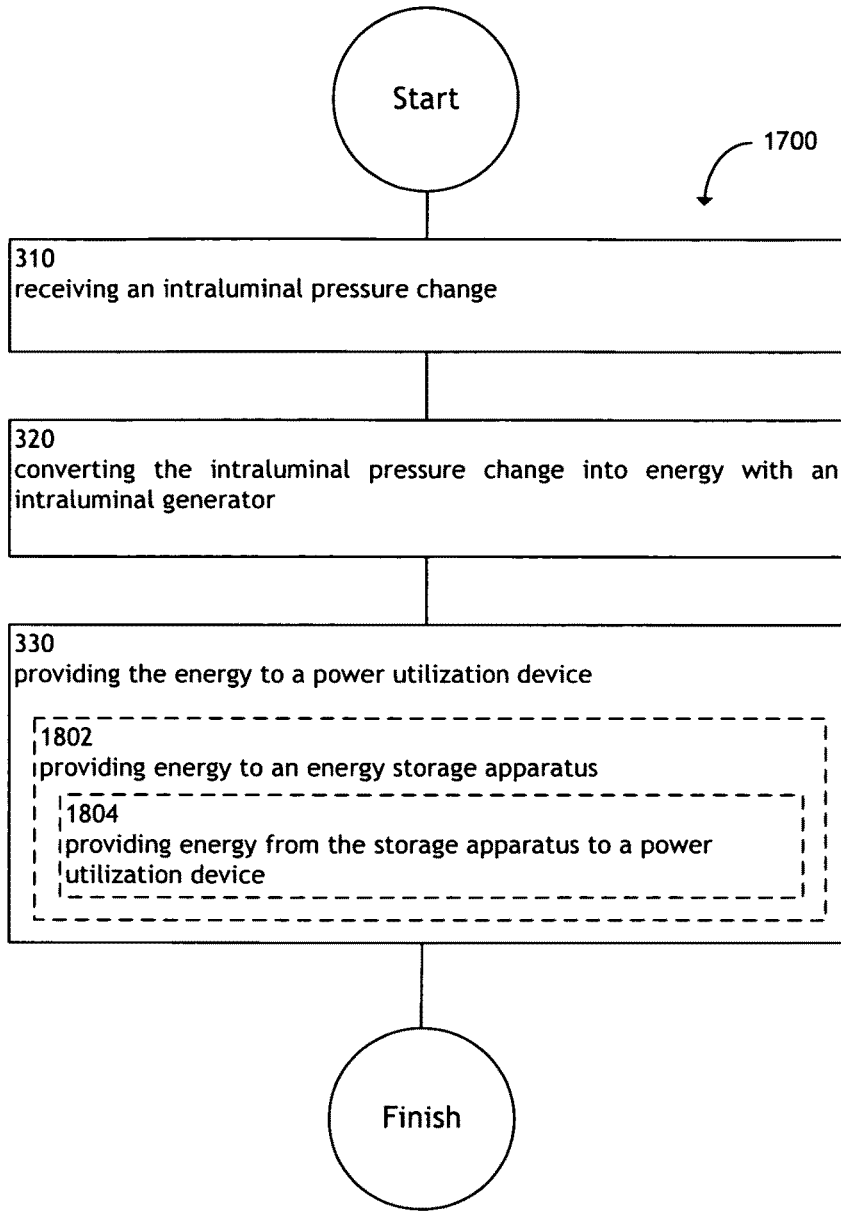 Start
1700
310
receiving an intraluminal pressure change
320
converting the intraluminal pressure change into energy with an
intraluminal generator
330
providing the energy to a power utilization device
1802
providing energy to an energy storage apparatus
1804
providing energy from the storage apparatus to a power
utilization device
Finish